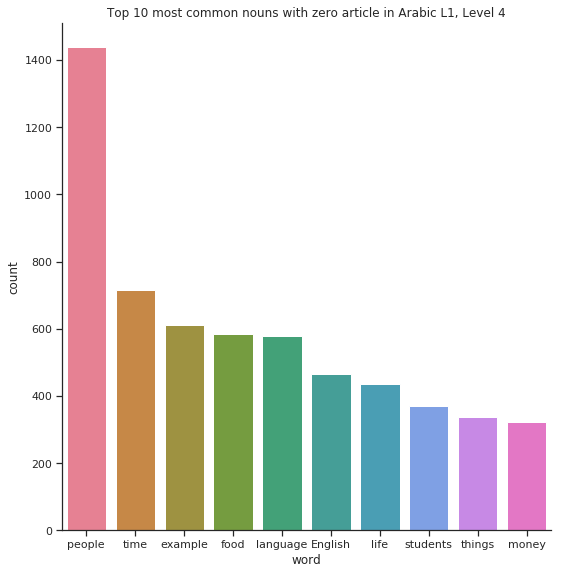 Top 10 most common nouns with zero article in Arabic L1, Level 4
1400
1200
1000
800
600
400
200
0
count
people time example food language English life students things money
word